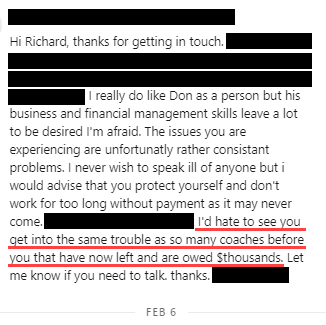 Hi Richard, thanks for getting in touch.
I really do like Don as a person but his
business and financial management skills leave a lot
to be desired I'm afraid. The issues you are
experiencing are unfortunatly rather consistant
problems. I never wish to speak ill of anyone but i
would advise that you protect yourself and don't
work for too long without payment as it may never
come. I'd hate to see you
get into the same trouble as so many coaches before
you that have now left and are owed $thousands. Let
me know if you need to talk. thanks.
FEB 6